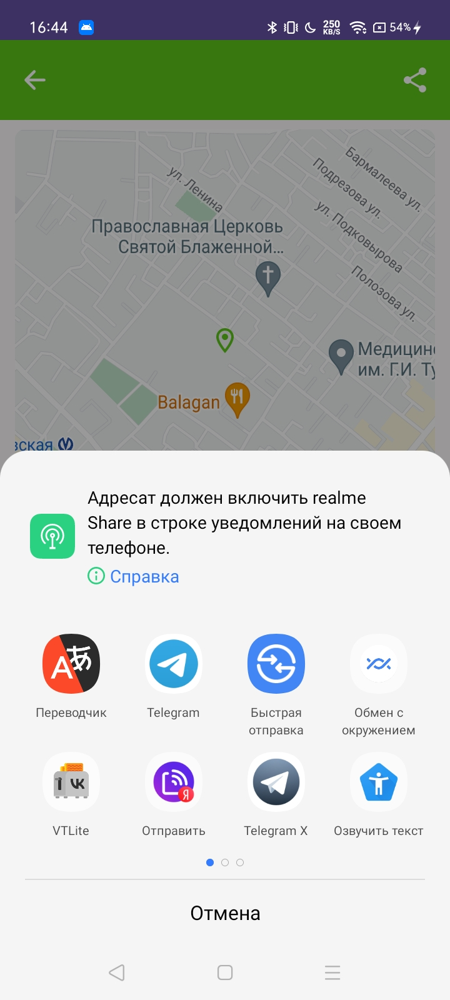 16:44
250
KB/S
54%
Бармалеева ул.
Подрезова ул.
ул. Ленина
ул. Подковырова
Православная Церковь
Святой Блаженной...
Полозова ул.
Медицин
им. Г.И. Ту
Balagan
вская
Адресат должен включить realme
Share в строке уведомлений на своем
телефоне.
Справка
Переводчик
Telegram
Быстрая
отправка
Обмен с
окружением
VTLite
Отправить
Telegram X
Озвучить текст
Отмена